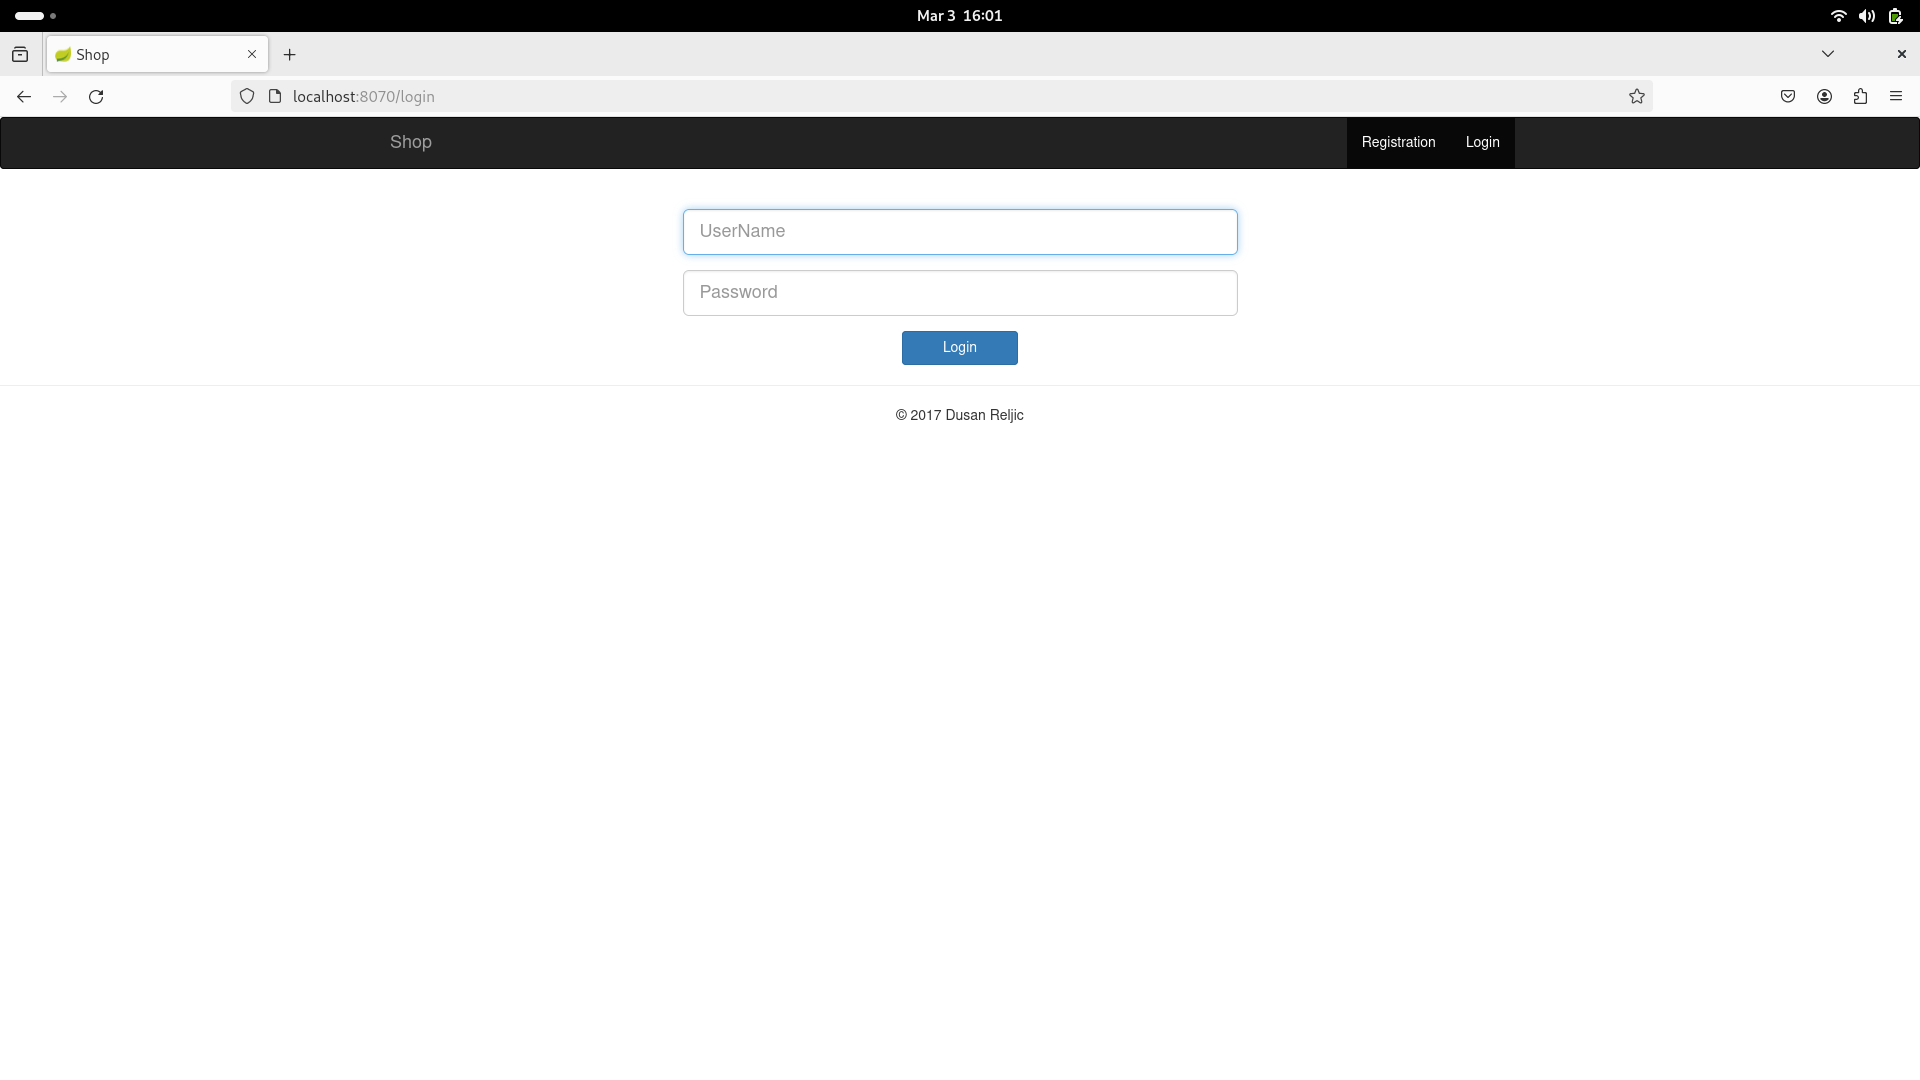 Mar 3 16:01
Shop
localhost:8070/login
Shop Registration Login
UserName
Password
Login
© 2017 Dusan Reljic